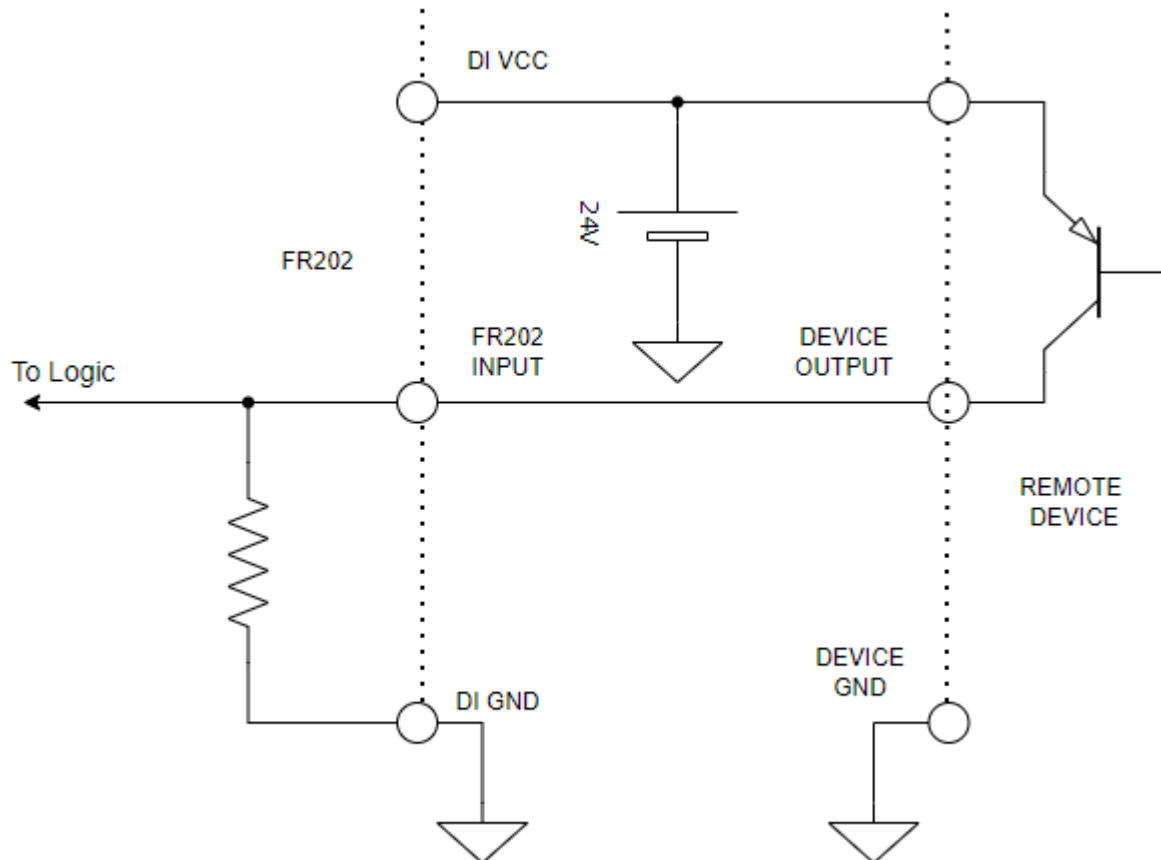 DI VCC
24V
FR202
FR202
INPUT
DEVICE
OUTPUT
To Logic
REMOTE
DEVICE
DI GND
DEVICE
GND